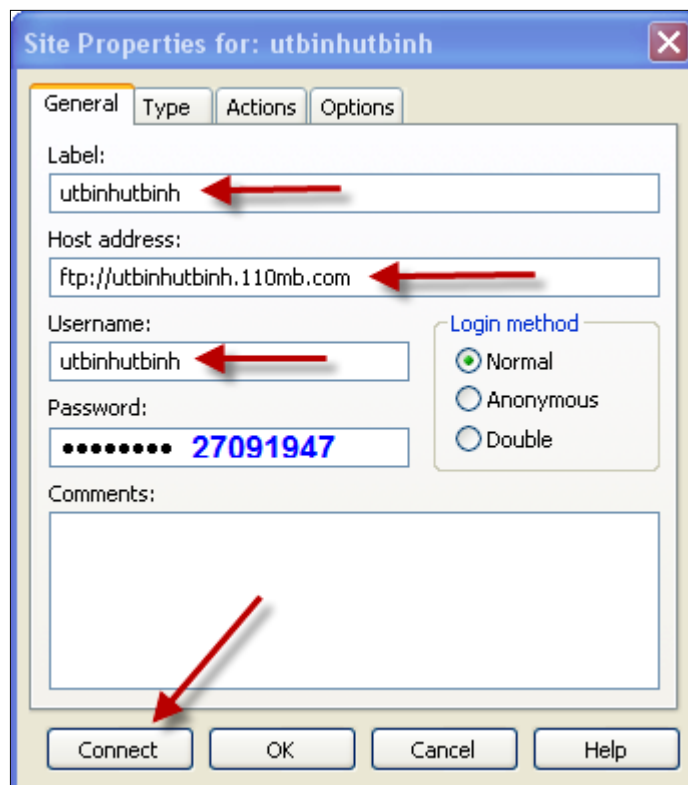 Site Properties for: utbinhutbinh
General Type Actions Options
Label:
utbinhutbinh
Host address:
ftp://utbinhutbinh.110mb.com
Username:
utbinhutbinh
Login method
Normal
Anonymous
Double
Password:
•••••••• 27091947
Comments:
Connect OK Cancel Help